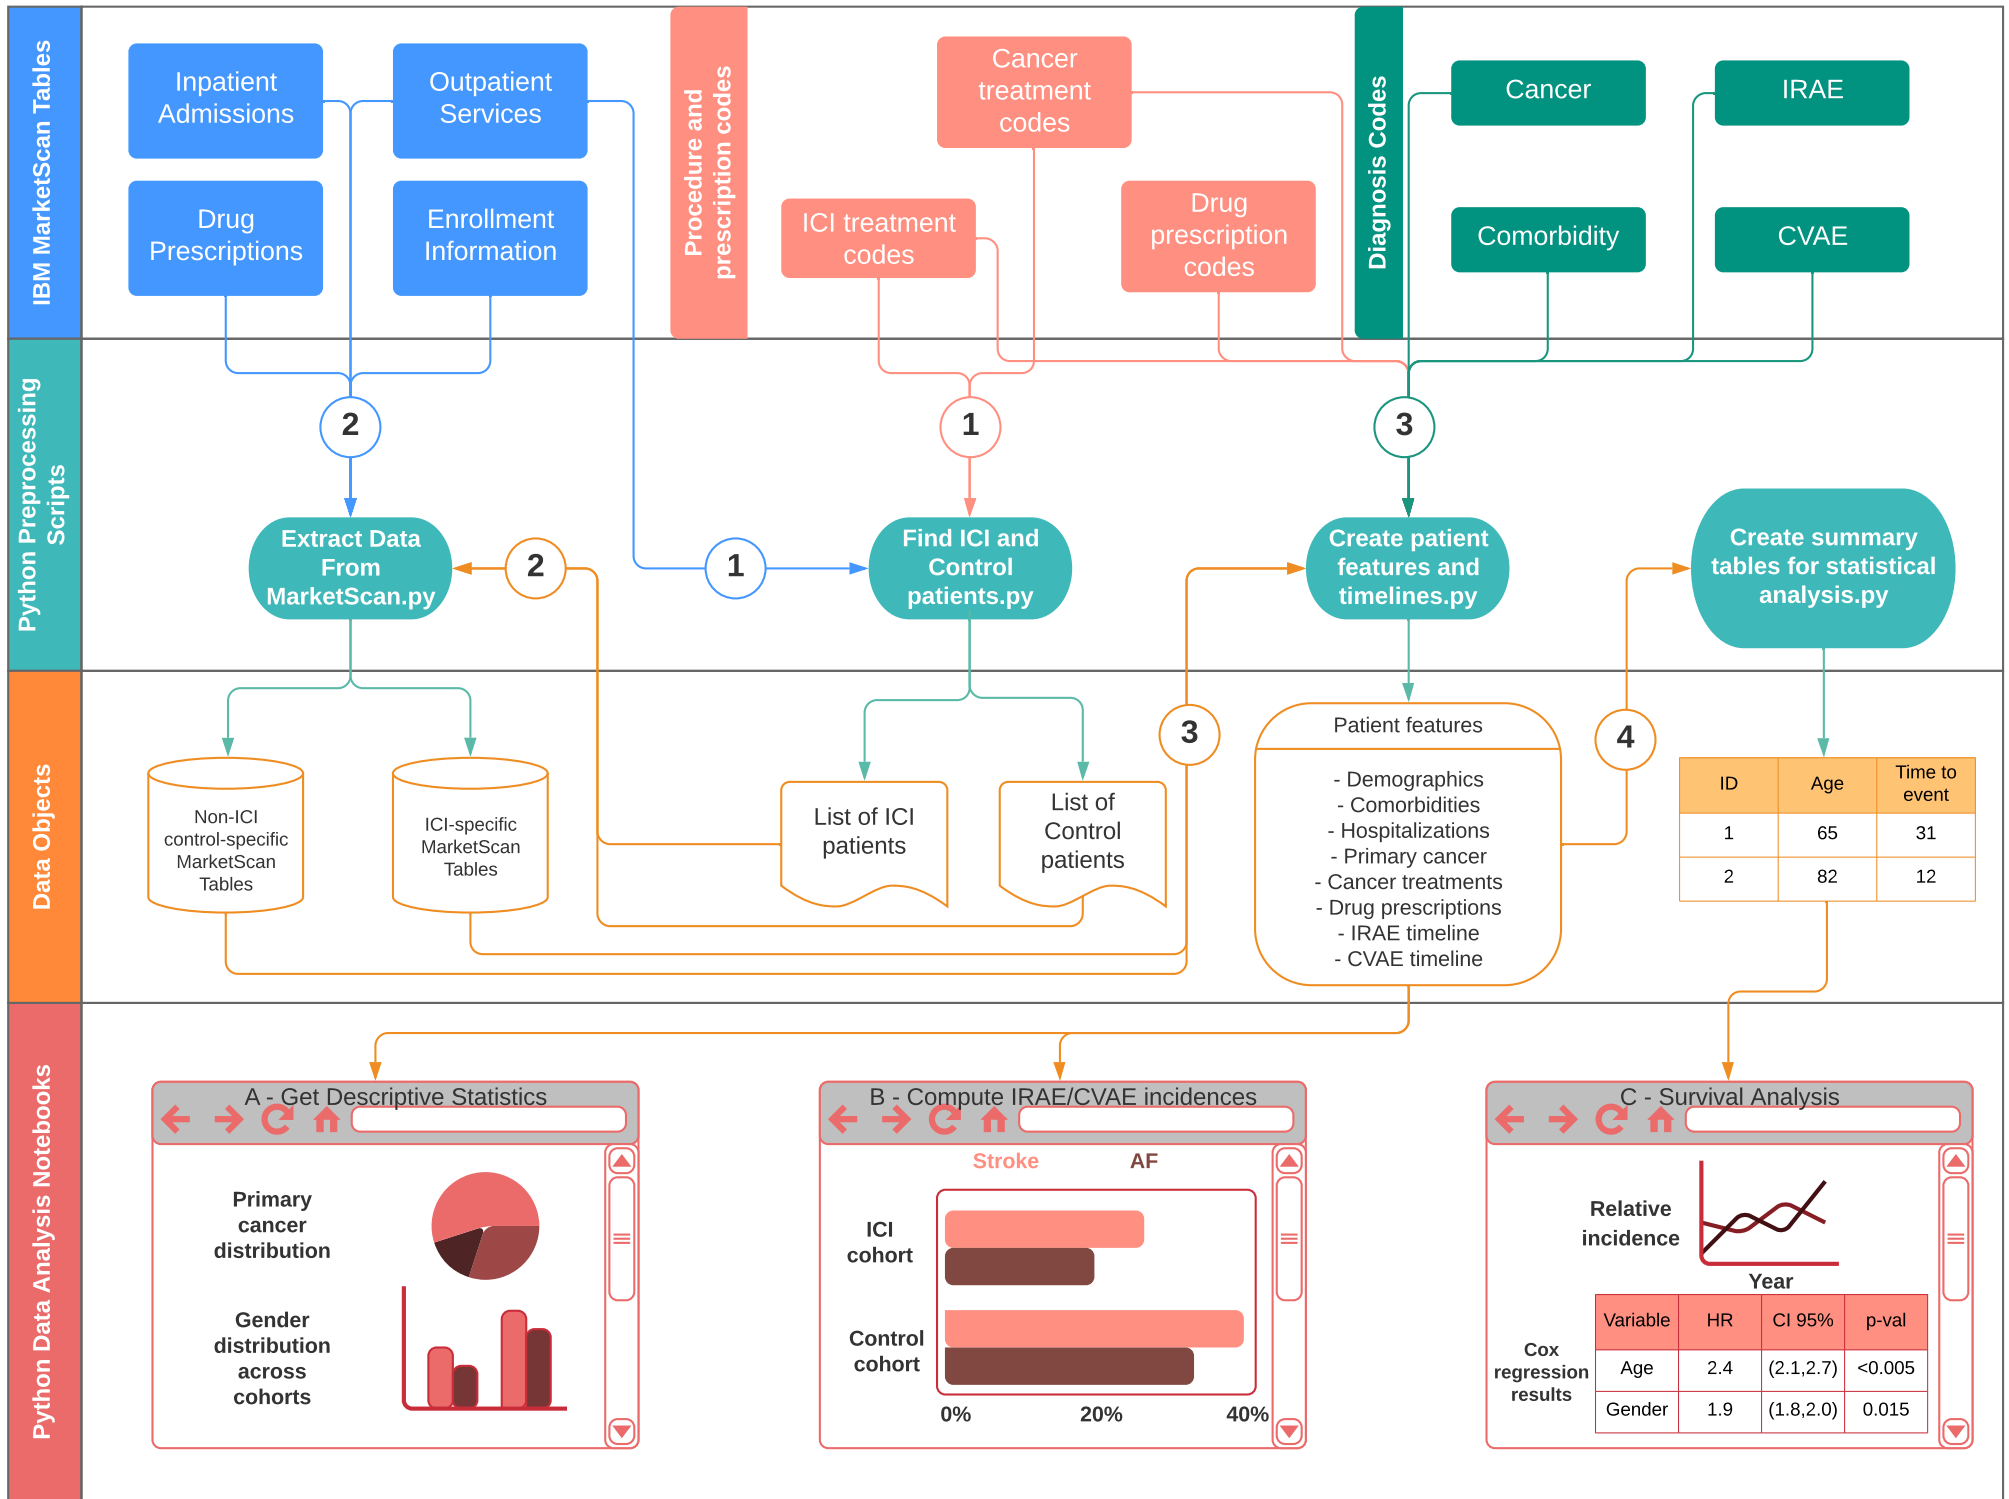 IBM MarketScan Tables
Inpatient
Admissions
Outpatient
Services
Drug
Prescriptions
Enrollment
Information
Procedure and
prescription codes
Cancer
treatment
codes
ICI treatment
codes
Drug
prescription
codes
Diagnosis Codes
Cancer
IRAE
Comorbidity
CVAE
Python Preprocessing
Scripts
2
1
3
Extract Data
From
MarketScan.py
2
1
Find ICI and
Control
patients.py
Create patient
features and
timelines.py
Create summary
tables for statistical
analysis.py
Data Objects
Non-ICI
control-specific
MarketScan
Tables
ICI-specific
MarketScan
Tables
List of ICI
patients
List of
Control
patients
3
Patient features
- Demographics
- Comorbidities
- Hospitalizations
- Primary cancer
- Cancer treatments
- Drug prescriptions
- IRAE timeline
- CVAE timeline
4
ID Age Time to
event
1 65 31
2 82 12
Python Data Analysis Notebooks
A - Get Descriptive Statistics
Primary
cancer
distribution
Gender
distribution
across
cohorts
B - Compute IRAE/CVAE incidences
Stroke AF
ICI
cohort
Control
cohort
0% 20% 40%
C - Survival Analysis
Relative
incidence
Year
Cox
regression
results
Variable HR CI 95% p-val
Age 2.4 (2.1,2.7) <0.005
Gender 1.9 (1.8,2.0) 0.015